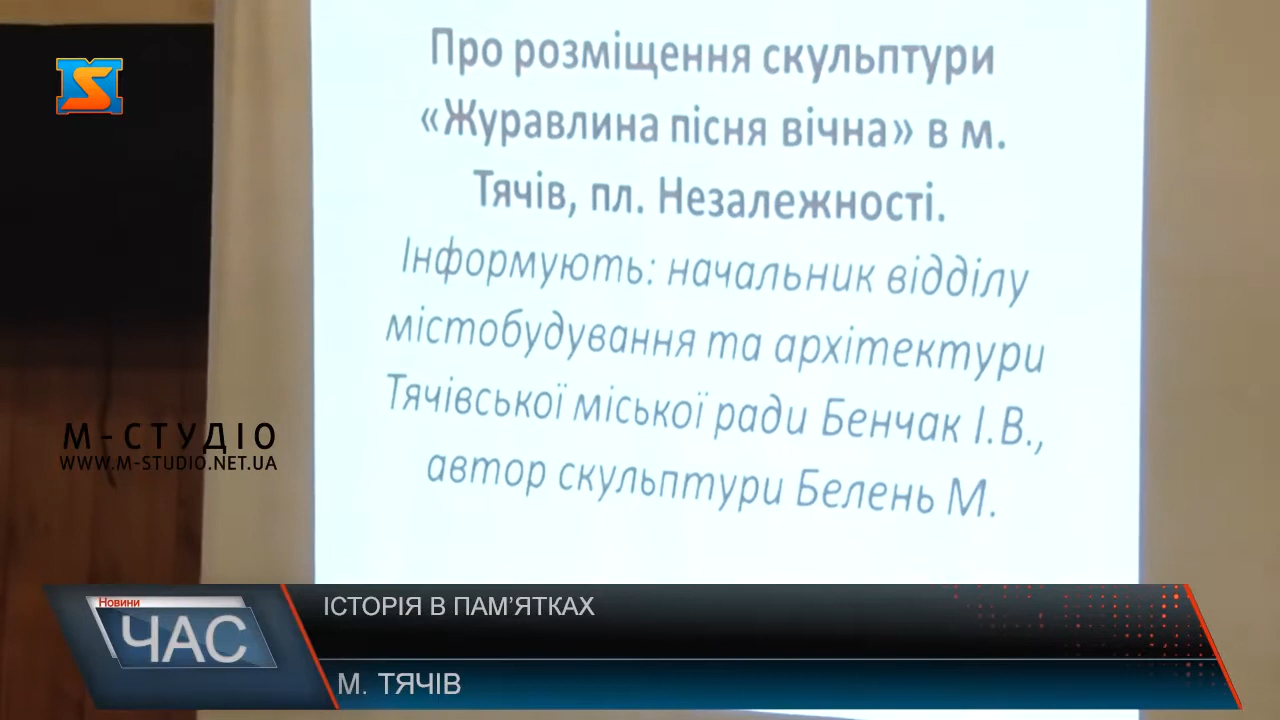 Про розміщення скульптури
«Журавлина пісня вічна» в м.
Тячів, пл. Незалежності.
Інформують: начальник відділу
містобудування та архітектури
Тячівської міської ради Бенчак І.В.,
автор скульптури Белень М.
М-СТУДІО
WWW.M-STUDIO.NET.UA
Новини
ЧАС
ІСТОРІЯ В ПАМ’ЯТКАХ
М. ТЯЧІВ